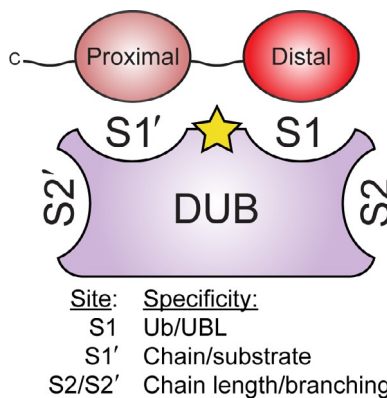 C
Proximal
Distal
S1′
S1
S2′
DUB
S2
Site: Specificity:
S1 Ub/UBL
S1′ Chain/substrate
S2/S2′ Chain length/branching